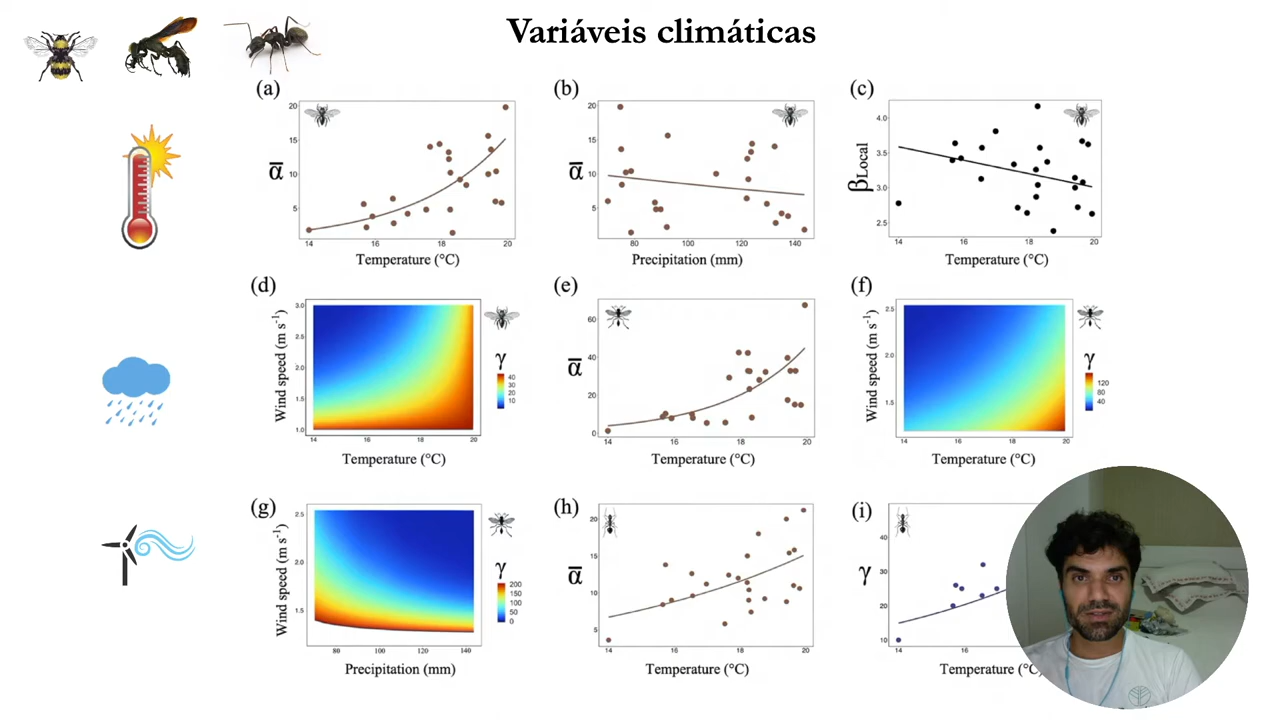 Variáveis climáticas
(a)
20
15
10
5
ᾱ
14
16
18
20
Temperature (°C)
(b)
20
15
10
5
ᾱ
80
100
120
140
Precipitation (mm)
(c)
4.0
3.5
3.0
2.5
βLocal
14
16
18
20
Temperature (°C)
(d)
3.0
2.5
2.0
1.5
1.0
Wind speed (m s-1)
14
16
18
20
Temperature (°C)
γ
40
30
20
10
(e)
60
40
20
0
ᾱ
14
16
18
20
Temperature (°C)
(f)
2.5
2.0
1.5
Wind speed (m s-1)
14
16
18
20
Temperature (°C)
γ
120
80
40
(g)
2.5
2.0
1.5
Wind speed (m s-1)
80
100
120
140
Precipitation (mm)
γ
200
150
100
50
0
(h)
20
15
10
5
ᾱ
14
16
18
20
Temperature (°C)
(i)
40
30
20
10
γ
14
16
Temperature (°C)